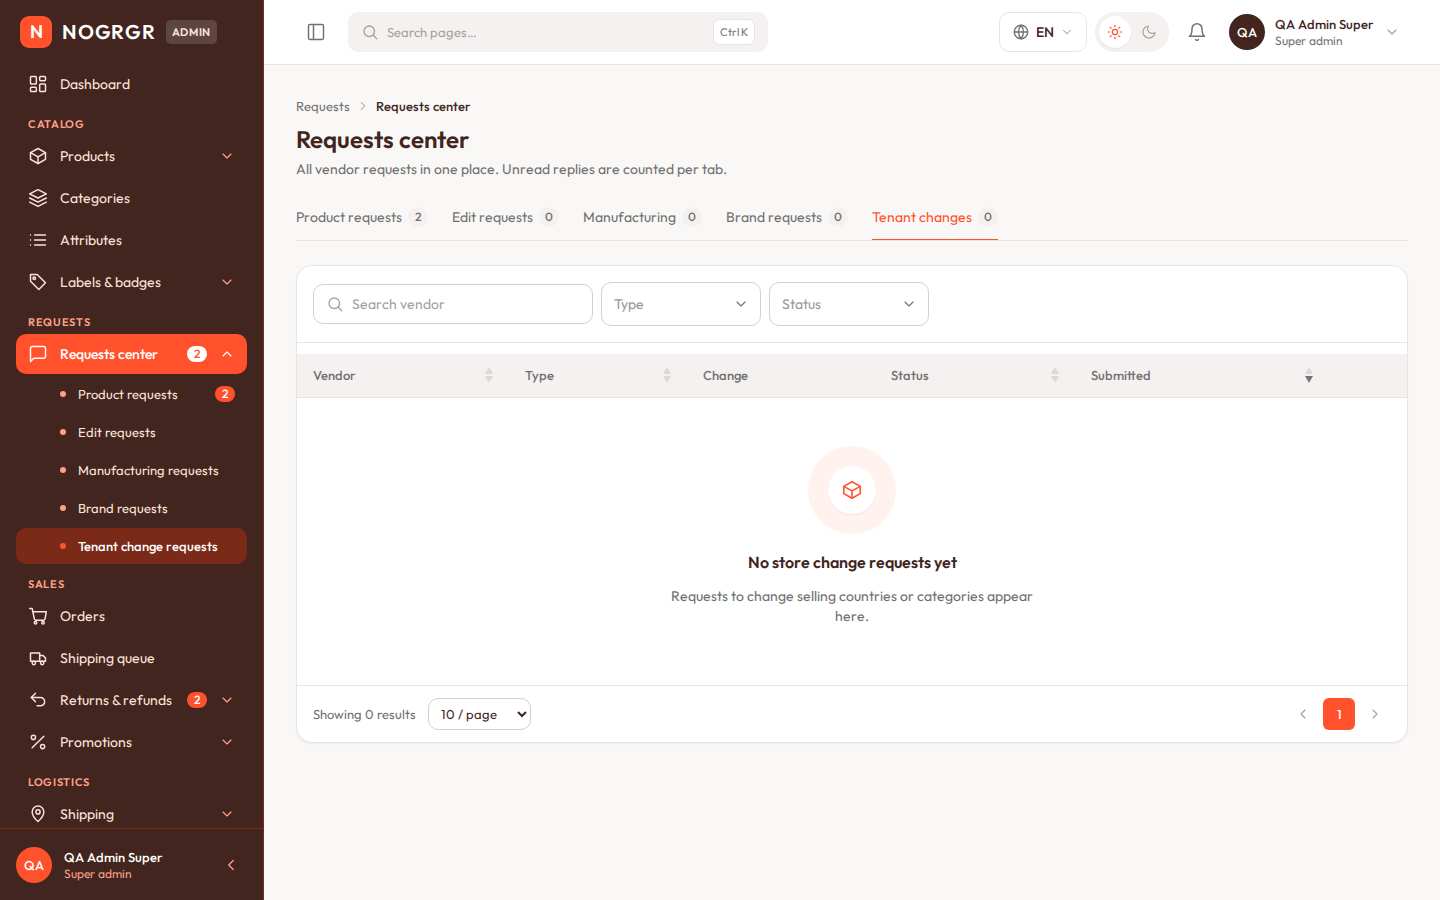 N NOGRGR ADMIN
Search pages...
Ctrl K
EN
QA
QA Admin Super
Super admin
Dashboard
CATALOG
Products
Categories
Attributes
Labels & badges
REQUESTS
Requests center 2
Product requests 2
Edit requests
Manufacturing requests
Brand requests
Tenant change requests
SALES
Orders
Shipping queue
Returns & refunds 2
Promotions
LOGISTICS
Shipping
QA
QA Admin Super
Super admin
Requests Requests center
Requests center
All vendor requests in one place. Unread replies are counted per tab.
Product requests 2 Edit requests 0 Manufacturing 0 Brand requests 0 Tenant changes 0
Search vendor Type Status
Vendor Type Change Status Submitted
No store change requests yet
Requests to change selling countries or categories appear
here.
Showing 0 results 10 / page 1